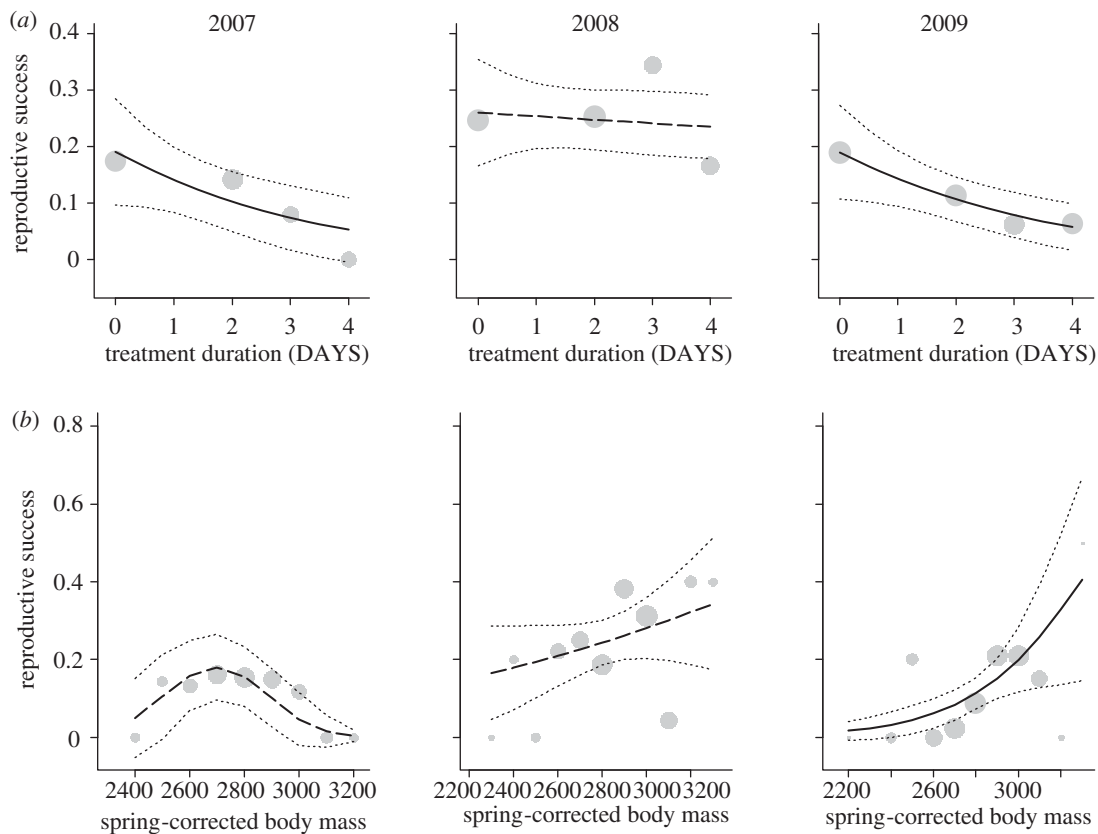 (a)
2007
2008
2009
reproductive success
0.4
0.3
0.2
0.1
0
0 1 2 3 4
0 1 2 3 4
0 1 2 3 4
treatment duration (DAYS)
treatment duration (DAYS)
treatment duration (DAYS)
(b)
reproductive success
0.8
0.6
0.4
0.2
0
2400 2600 2800 3000 3200
2200 2400 2600 2800 3000 3200
2200 2600 3000
spring-corrected body mass
spring-corrected body mass
spring-corrected body mass